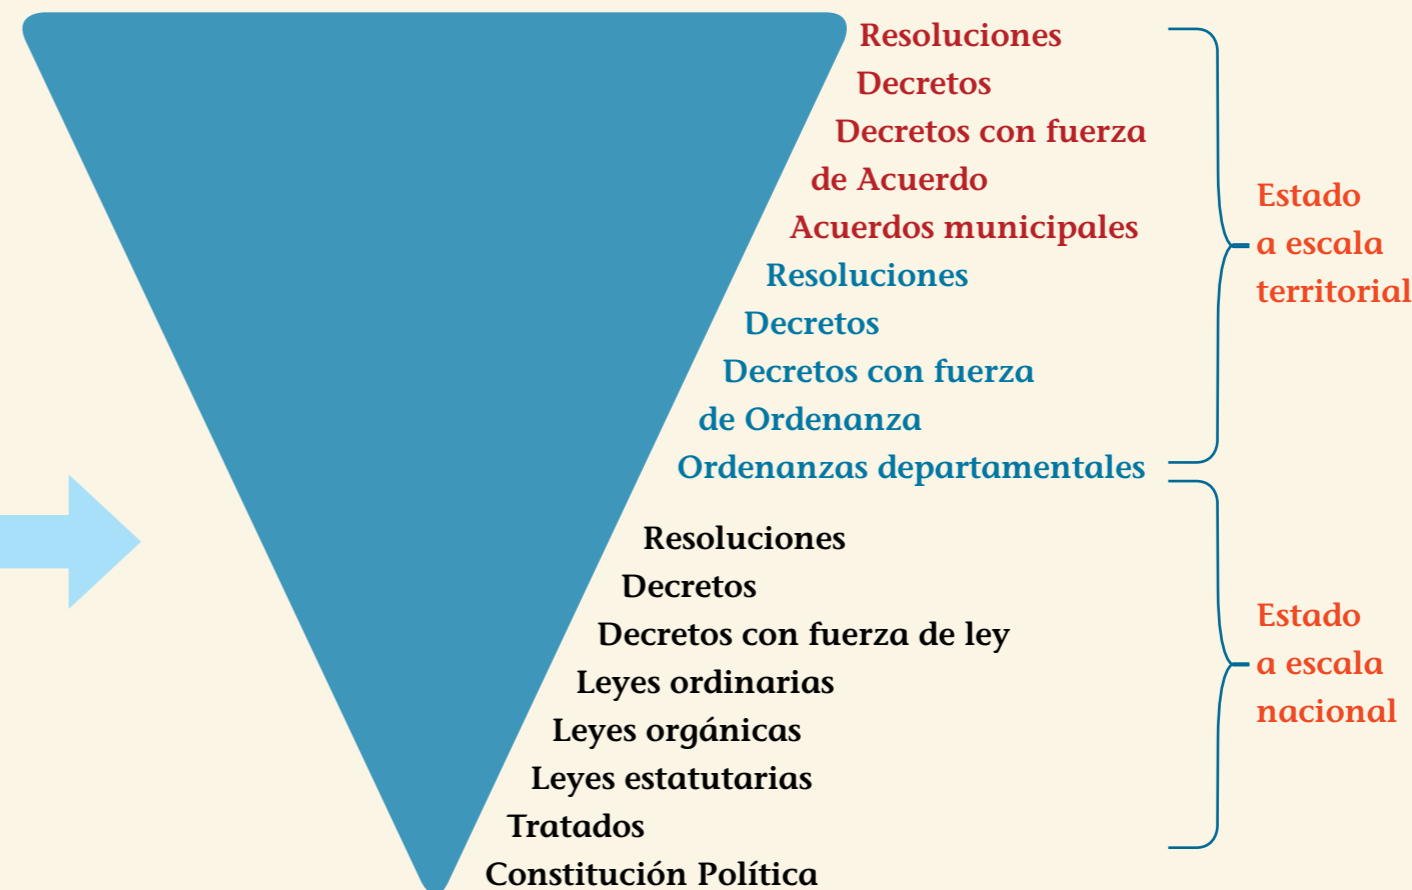 Resoluciones
Decretos
Decretos con fuerza
de Acuerdo
Acuerdos municipales
Resoluciones
Decretos
Decretos con fuerza
de Ordenanza
Ordenanzas departamentales
Estado
a escala
territorial
Resoluciones
Decretos
Decretos con fuerza de ley
Leyes ordinarias
Leyes orgánicas
Leyes estatutarias
Tratados
Constitución Política
Estado
a escala
nacional